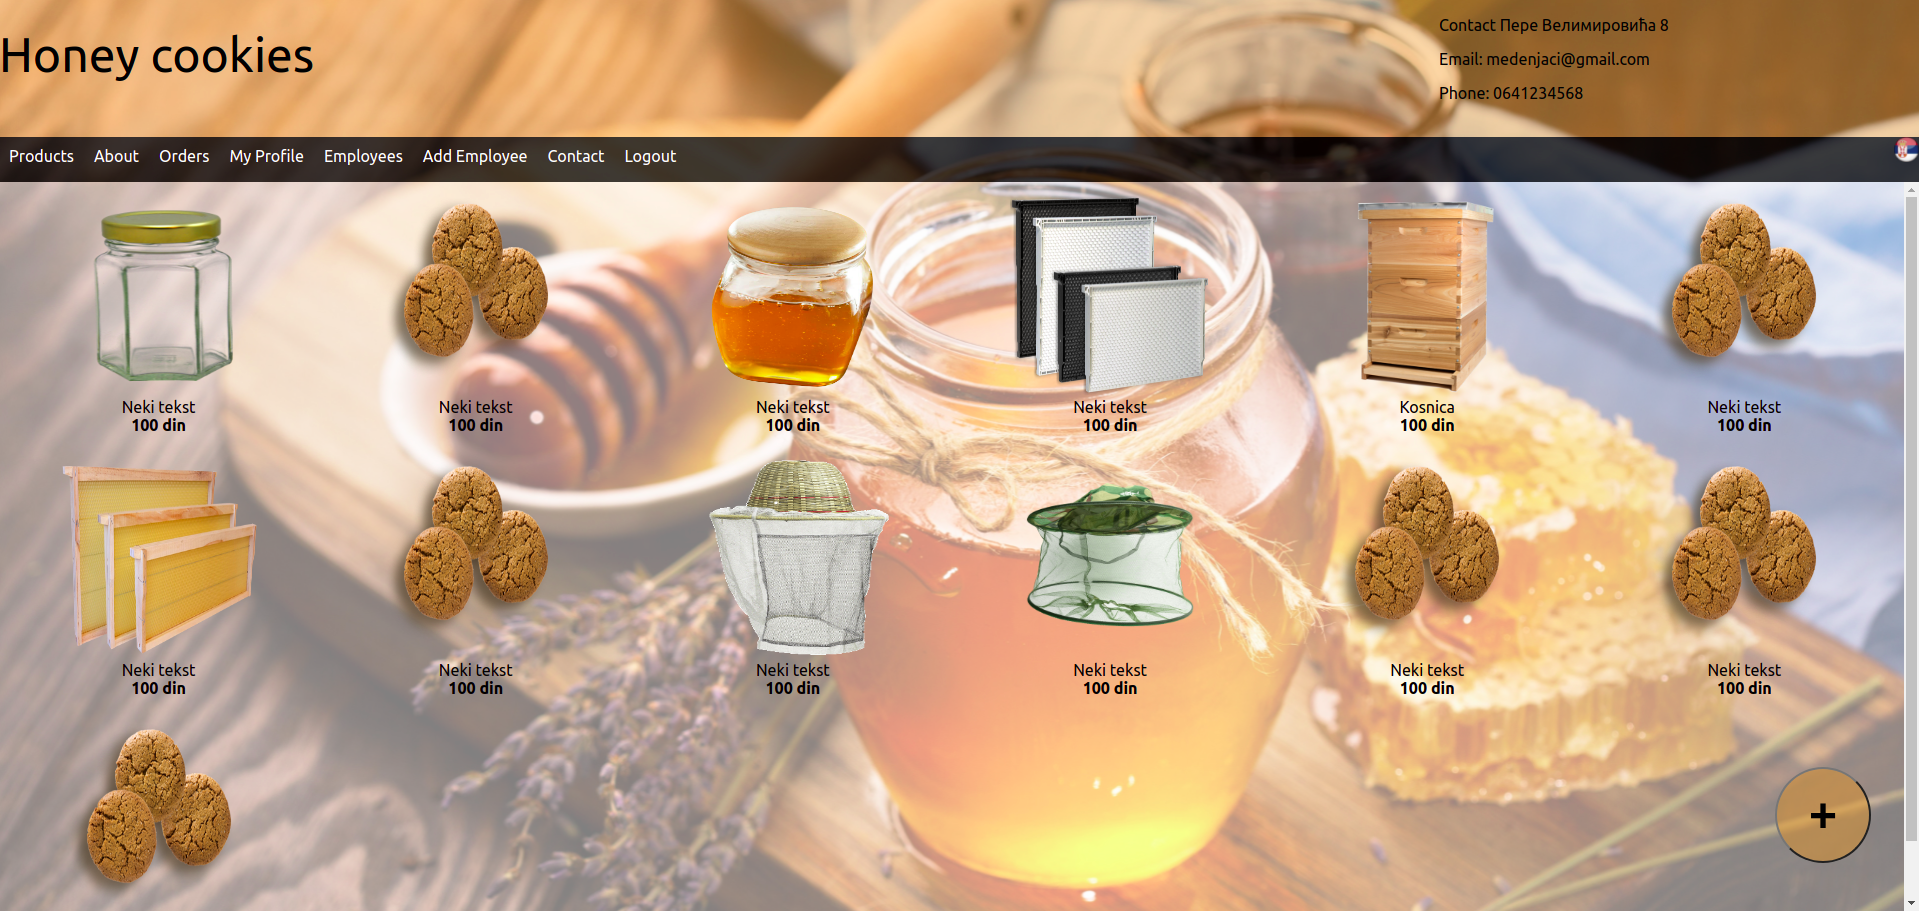 Honey cookies
Contact Пере Велимировића 8
Email: medenjaci@gmail.com
Phone: 0641234568
Products About Orders My Profile Employees Add Employee Contact Logout
Neki tekst Neki tekst Neki tekst Neki tekst Kosnica Neki tekst
100 din 100 din 100 din 100 din 100 din 100 din
Neki tekst Neki tekst Neki tekst Neki tekst Neki tekst Neki tekst
100 din 100 din 100 din 100 din 100 din 100 din
+